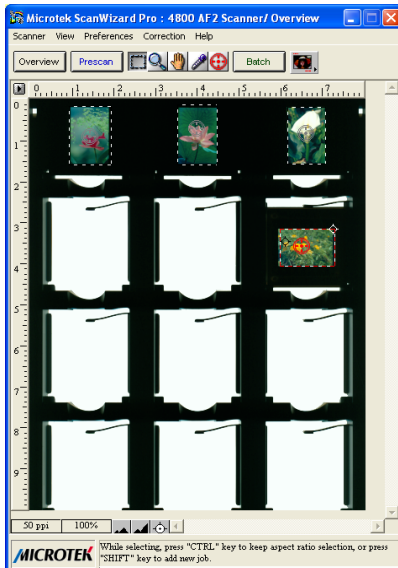 Microtek ScanWizard Pro : 4800 AF2 Scanner/ Overview
Scanner View Preferences Correction Help
Overview Prescan Batch
0 1 2 3 4 5 6 7
0
1
2
3
4
5
6
7
8
9
50 ppi 100%
MICROTEK
While selecting, press "CTRL" key to keep aspect ratio selection, or press
"SHIFT" key to add new job.